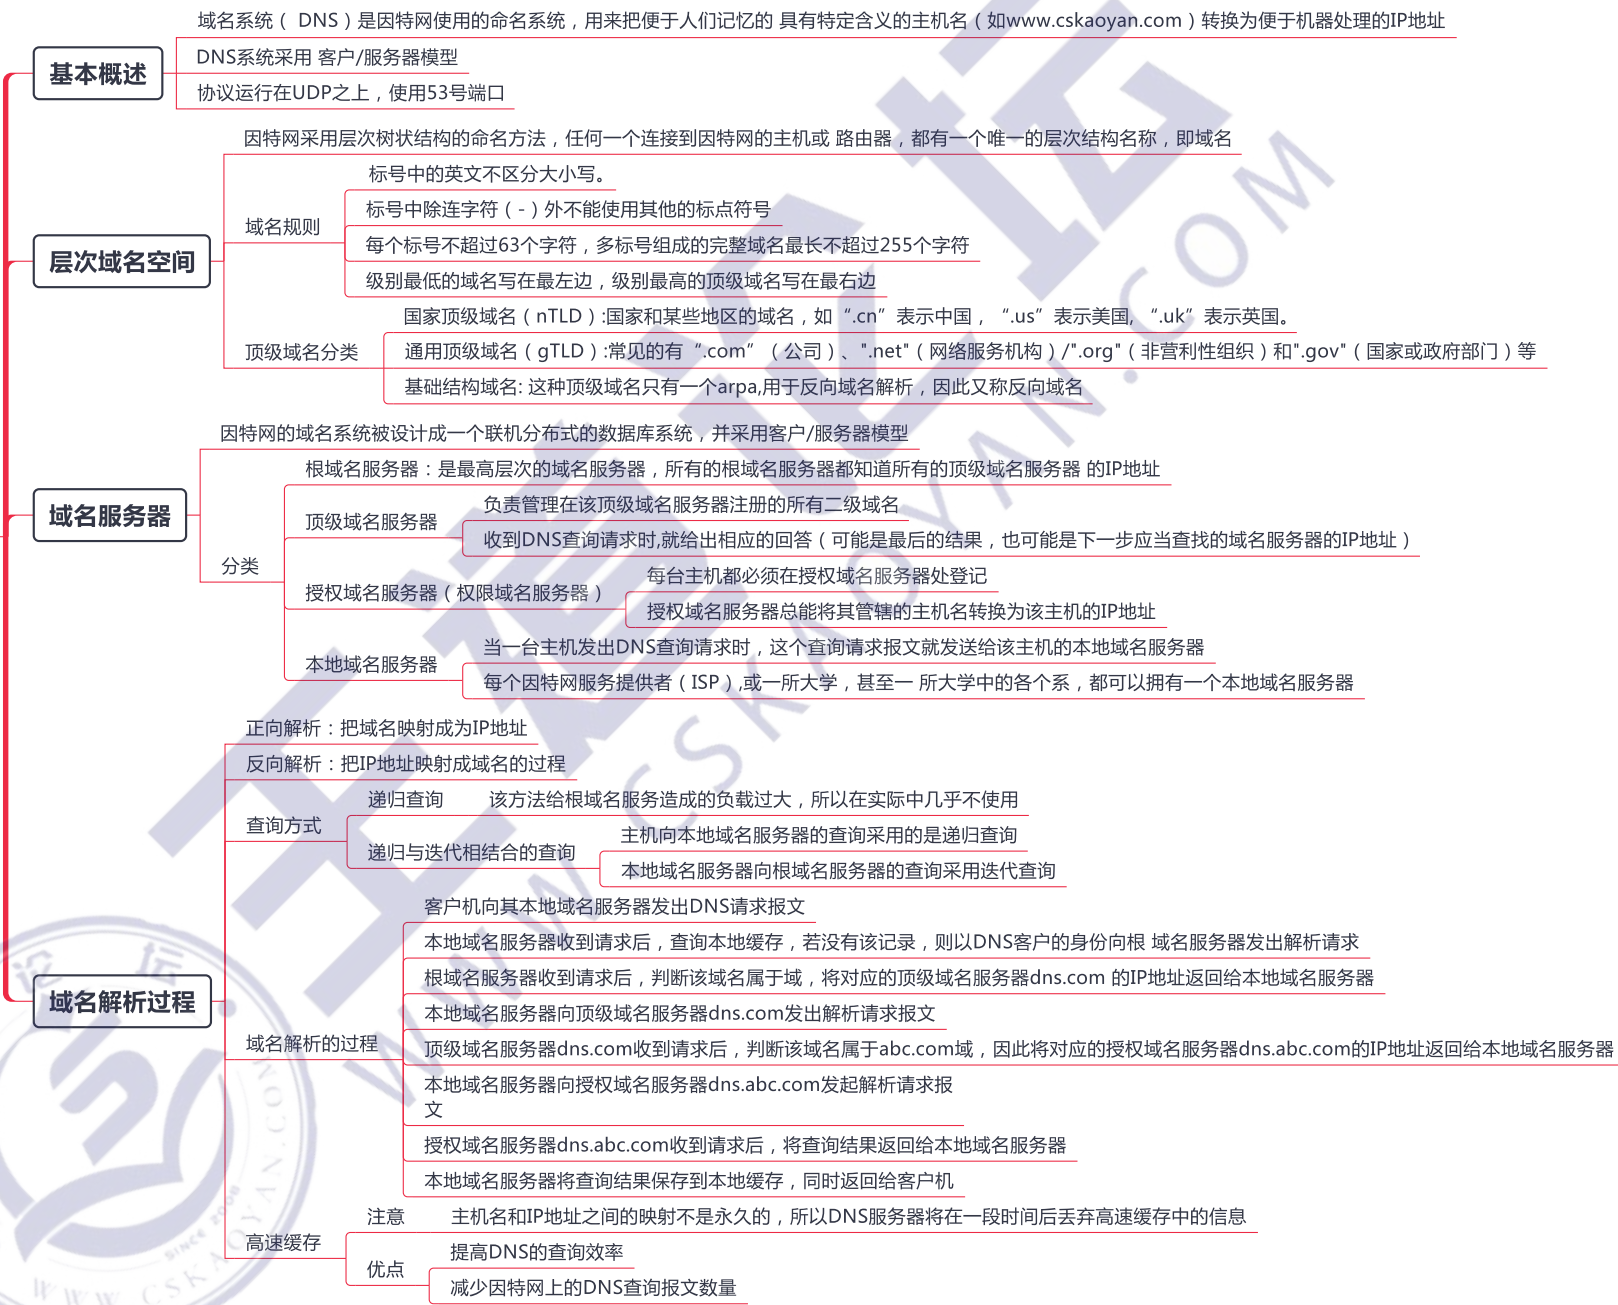 域名系统（ DNS）是因特网使用的命名系统，用来把便于人们记忆的 具有特定含义的主机名（如www.cskaoyan.com）转换为便于机器处理的IP地址
基本概述
DNS系统采用 客户/服务器模型
协议运行在UDP之上，使用53号端口
因特网采用层次树状结构的命名方法，任何一个连接到因特网的主机或 路由器，都有一个唯一的层次结构名称，即域名
层次域名空间
域名规则
标号中的英文不区分大小写。
标号中除连字符（-）外不能使用其他的标点符号
每个标号不超过63个字符，多标号组成的完整域名最长不超过255个字符
级别最低的域名写在最左边，级别最高的顶级域名写在最右边
顶级域名分类
国家顶级域名（nTLD）:国家和某些地区的域名，如“.cn”表示中国，“.us”表示美国,“.uk”表示英国。
通用顶级域名（gTLD）:常见的有“.com”（公司）、".net"（网络服务机构）/".org"（非营利性组织）和".gov"（国家或政府部门）等
基础结构域名: 这种顶级域名只有一个arpa,用于反向域名解析，因此又称反向域名
域名服务器
因特网的域名系统被设计成一个联机分布式的数据库系统，并采用客户/服务器模型
分类
根域名服务器：是最高层次的域名服务器，所有的根域名服务器都知道所有的顶级域名服务器 的IP地址
顶级域名服务器
负责管理在该顶级域名服务器注册的所有二级域名
收到DNS查询请求时,就给出相应的回答（可能是最后的结果，也可能是下一步应当查找的域名服务器的IP地址）
授权域名服务器（权限域名服务器）
每台主机都必须在授权域名服务器处登记
授权域名服务器总能将其管辖的主机名转换为该主机的IP地址
本地域名服务器
当一台主机发出DNS查询请求时，这个查询请求报文就发送给该主机的本地域名服务器
每个因特网服务提供者（ISP）,或一所大学，甚至一 所大学中的各个系，都可以拥有一个本地域名服务器
域名解析过程
正向解析：把域名映射成为IP地址
反向解析：把IP地址映射成域名的过程
查询方式
递归查询
该方法给根域名服务造成的负载过大，所以在实际中几乎不使用
递归与迭代相结合的查询
主机向本地域名服务器的查询采用的是递归查询
本地域名服务器向根域名服务器的查询采用迭代查询
域名解析的过程
客户机向其本地域名服务器发出DNS请求报文
本地域名服务器收到请求后，查询本地缓存，若没有该记录，则以DNS客户的身份向根 域名服务器发出解析请求
根域名服务器收到请求后，判断该域名属于域，将对应的顶级域名服务器dns.com 的IP地址返回给本地域名服务器
本地域名服务器向顶级域名服务器dns.com发出解析请求报文
顶级域名服务器dns.com收到请求后，判断该域名属于abc.com域，因此将对应的授权域名服务器dns.abc.com的IP地址返回给本地域名服务器
本地域名服务器向授权域名服务器dns.abc.com发起解析请求报
文
授权域名服务器dns.abc.com收到请求后，将查询结果返回给本地域名服务器
本地域名服务器将查询结果保存到本地缓存，同时返回给客户机
高速缓存
注意
主机名和IP地址之间的映射不是永久的，所以DNS服务器将在一段时间后丢弃高速缓存中的信息
优点
提高DNS的查询效率
减少因特网上的DNS查询报文数量
王道论坛
WWW.CSKAOYAN.COM
论 坛
SINCE 2008
WWW.CSKAOYAN.COM